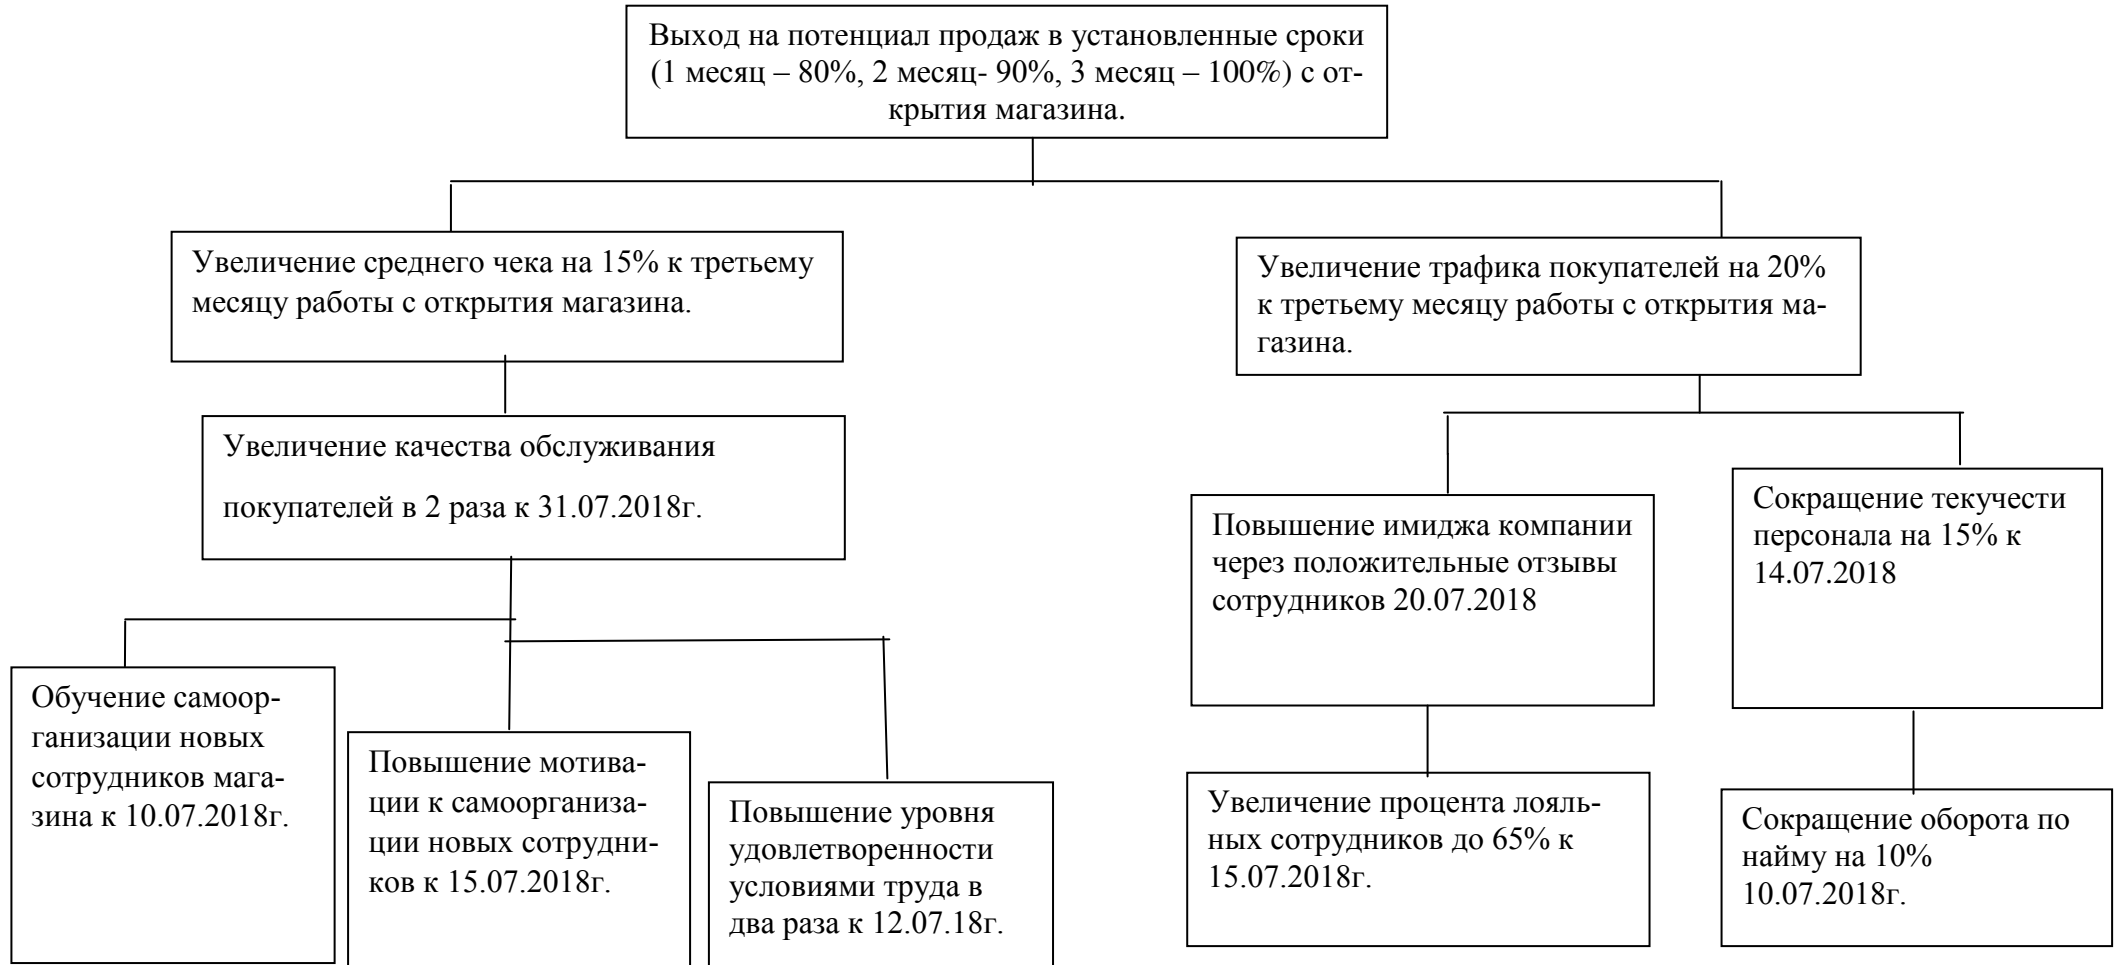 Выход на потенциал продаж в установленные сроки
(1 месяц – 80%, 2 месяц- 90%, 3 месяц – 100%) с от-
крытия магазина.
Увеличение среднего чека на 15% к третьему
месяцу работы с открытия магазина.
Увеличение трафика покупателей на 20%
к третьему месяцу работы с открытия ма-
газина.
Увеличение качества обслуживания
покупателей в 2 раза к 31.07.2018г.
Повышение имиджа компании
через положительные отзывы
сотрудников 20.07.2018
Сокращение текучести
персонала на 15% к
14.07.2018
Обучение самоор-
ганизации новых
сотрудников мага-
зина к 10.07.2018г.
Повышение мотива-
ции к самоорганиза-
ции новых сотрудни-
ков к 15.07.2018г.
Повышение уровня
удовлетворенности
условиями труда в
два раза к 12.07.18г.
Увеличение процента лояль-
ных сотрудников до 65% к
15.07.2018г.
Сокращение оборота по
найму на 10%
10.07.2018г.